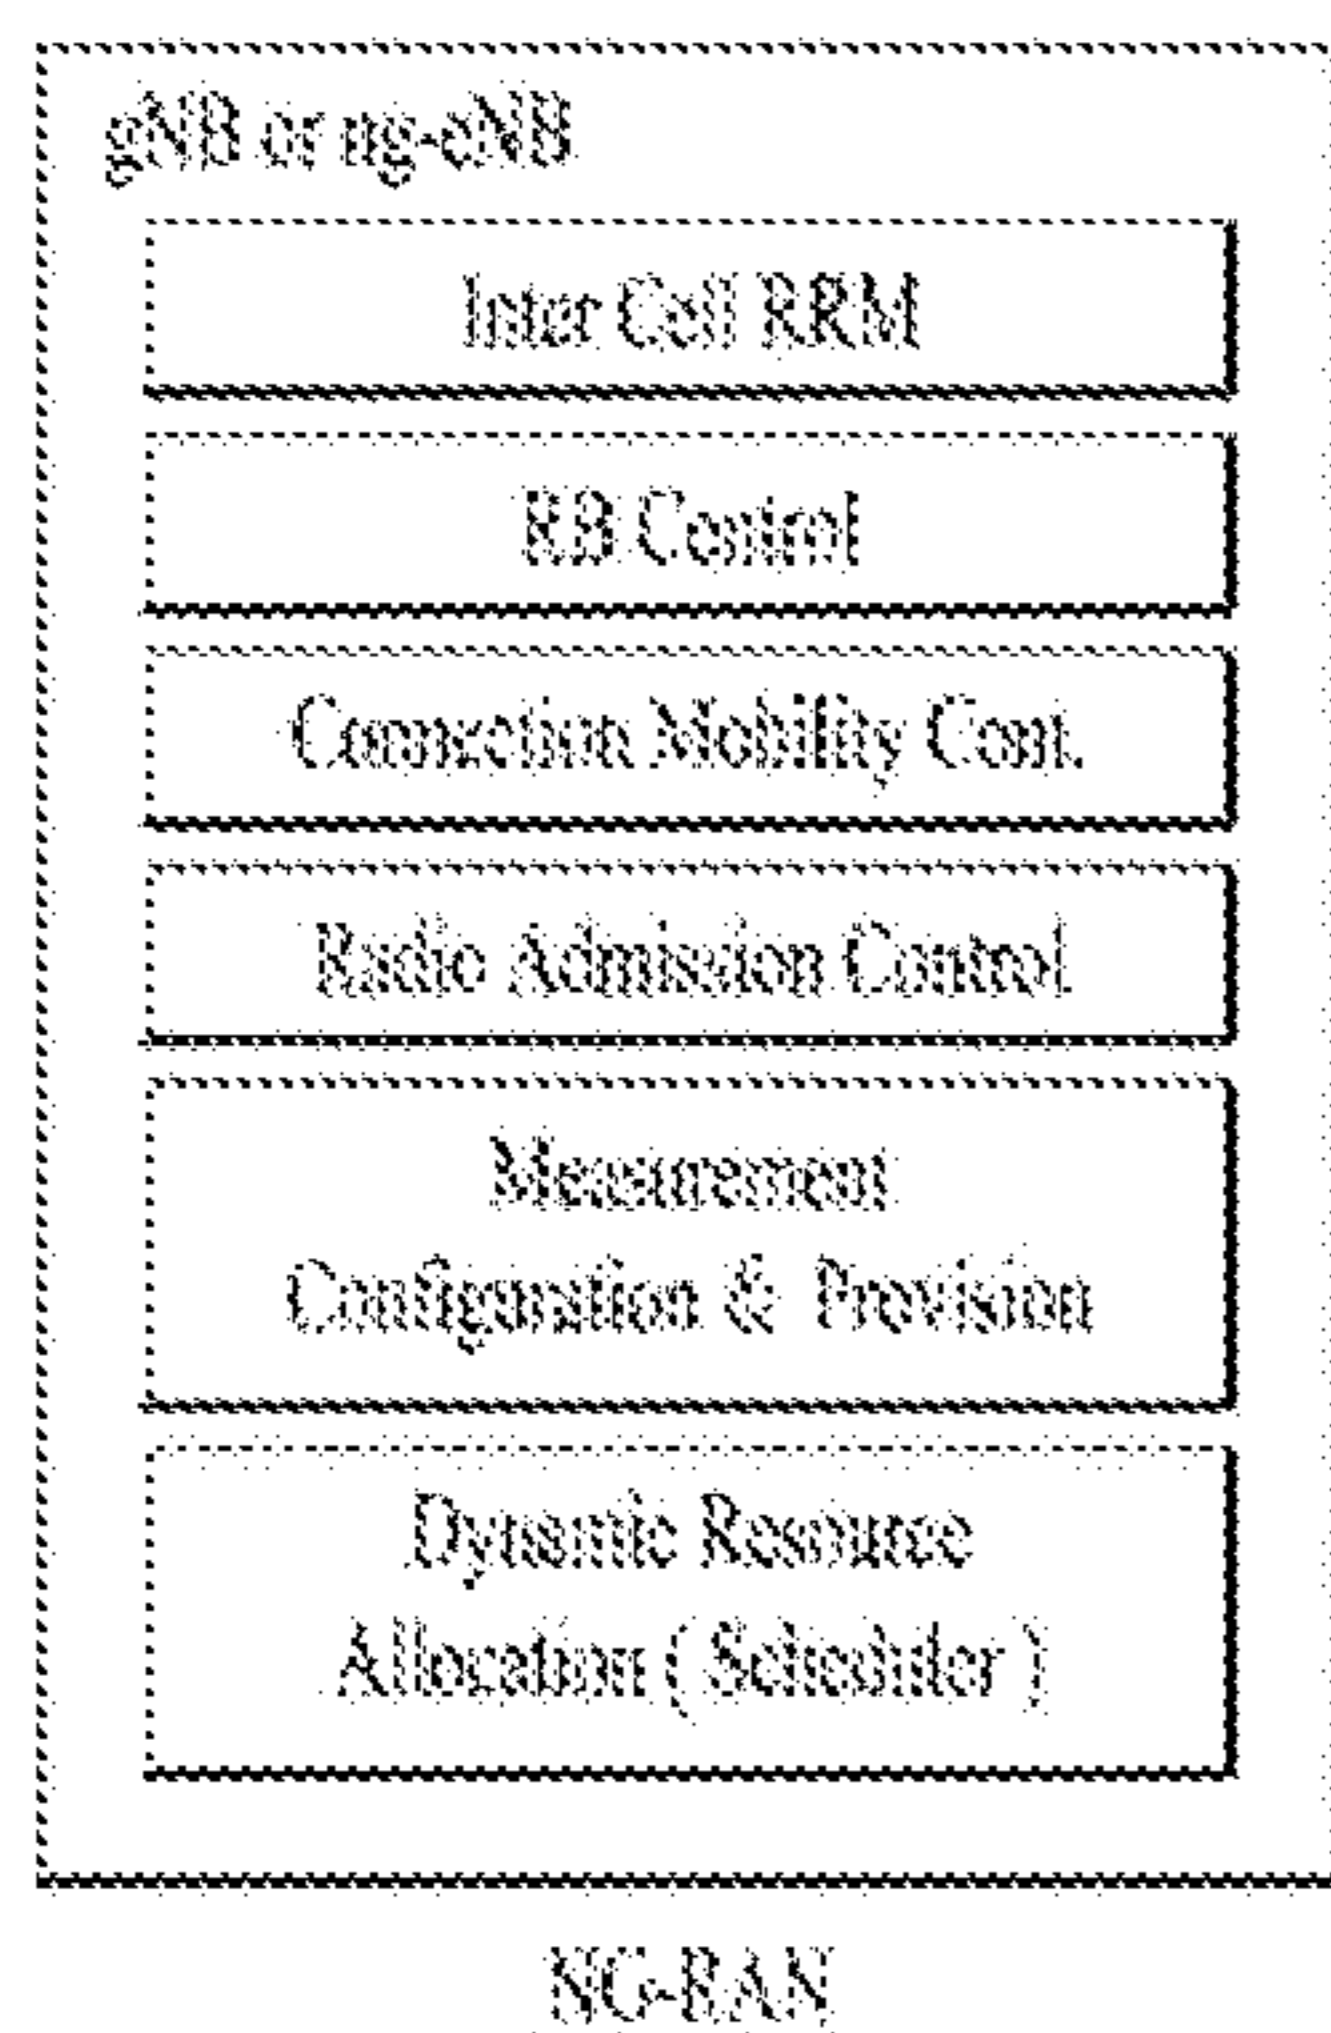 gNB or ng-eNB
Inter Cell RRM
RB Control
Connection Mobility Cont.
Radio Admission Control
Measurement
Configuration & Provision
Dynamic Resource
Allocation ( Scheduler )
NG-RAN